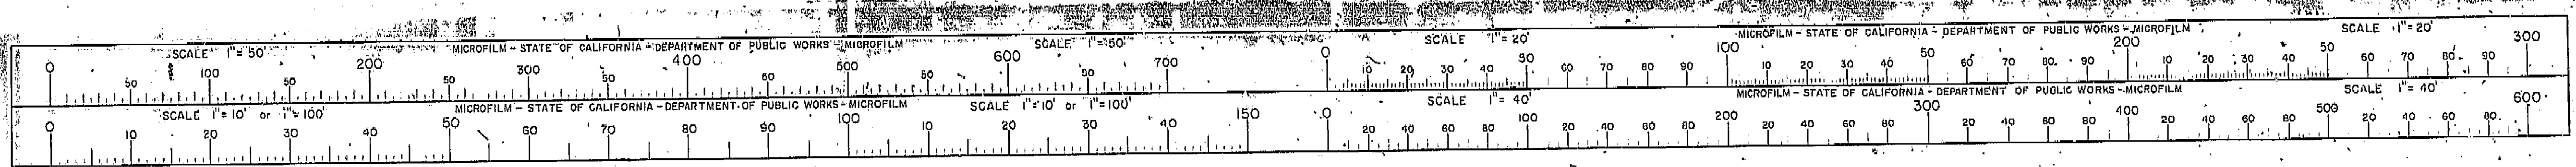 SCALE 1"= 50' MICROFILM - STATE OF CALIFORNIA - DEPARTMENT OF PUBLIC WORKS - MICROFILM SCALE 1"= 50' SCALE 1"= 20' MICROFILM - STATE OF CALIFORNIA - DEPARTMENT OF PUBLIC WORKS - MICROFILM SCALE 1"= 20'
0 50 100 50 200 50 300 50 400 60 500 60 600 50 700 0 10 20 30 40 50 60 70 80 90 100 10 20 30 40 50 60 70 80 90 200 10 20 30 40 50 60 70 80 90 300
SCALE 1"= 10' or 1"= 100' MICROFILM - STATE OF CALIFORNIA - DEPARTMENT OF PUBLIC WORKS - MICROFILM SCALE 1"= 10' or 1"= 100' SCALE 1"= 40' MICROFILM - STATE OF CALIFORNIA - DEPARTMENT OF PUBLIC WORKS - MICROFILM SCALE 1"= 40'
0 10 20 30 40 50 60 70 80 90 100 10 20 30 40 150 0 20 40 60 80 100 20 40 60 80 200 20 40 60 80 300 20 40 60 80 400 20 40 60 80 500 20 40 60 80 600